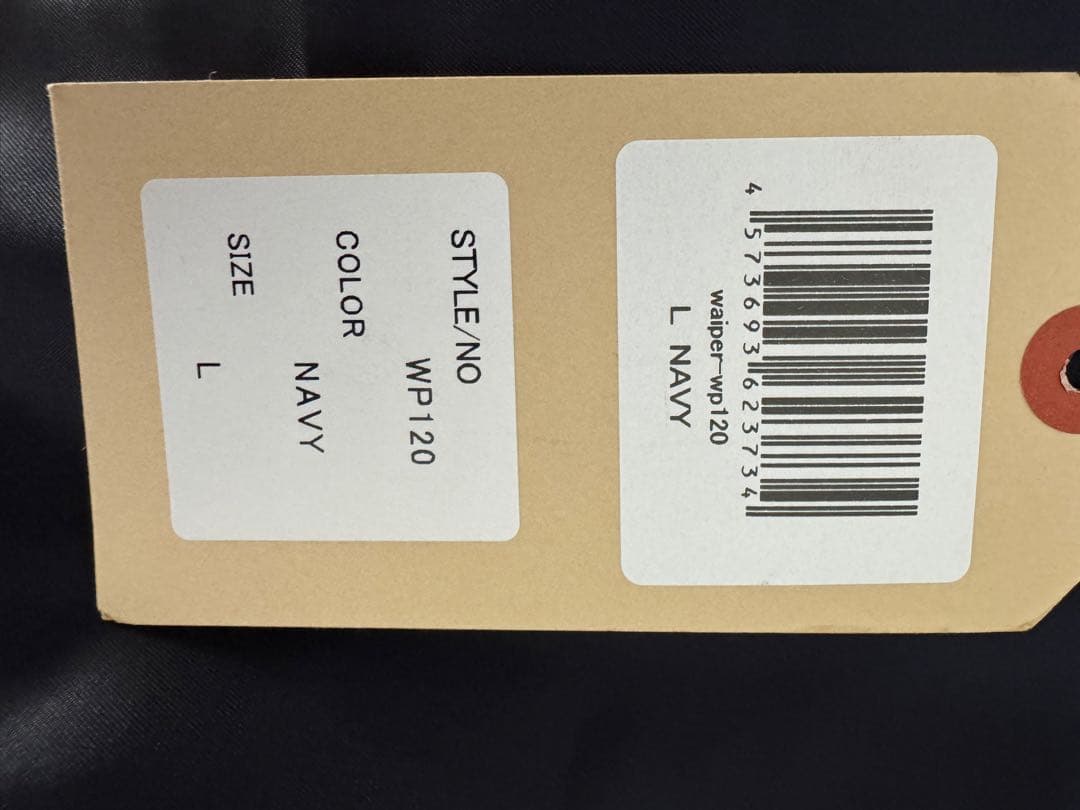 4 573693 623734
waiper-wp120
L NAVY
STYLE/NO
WP120
COLOR
NAVY
SIZE
L